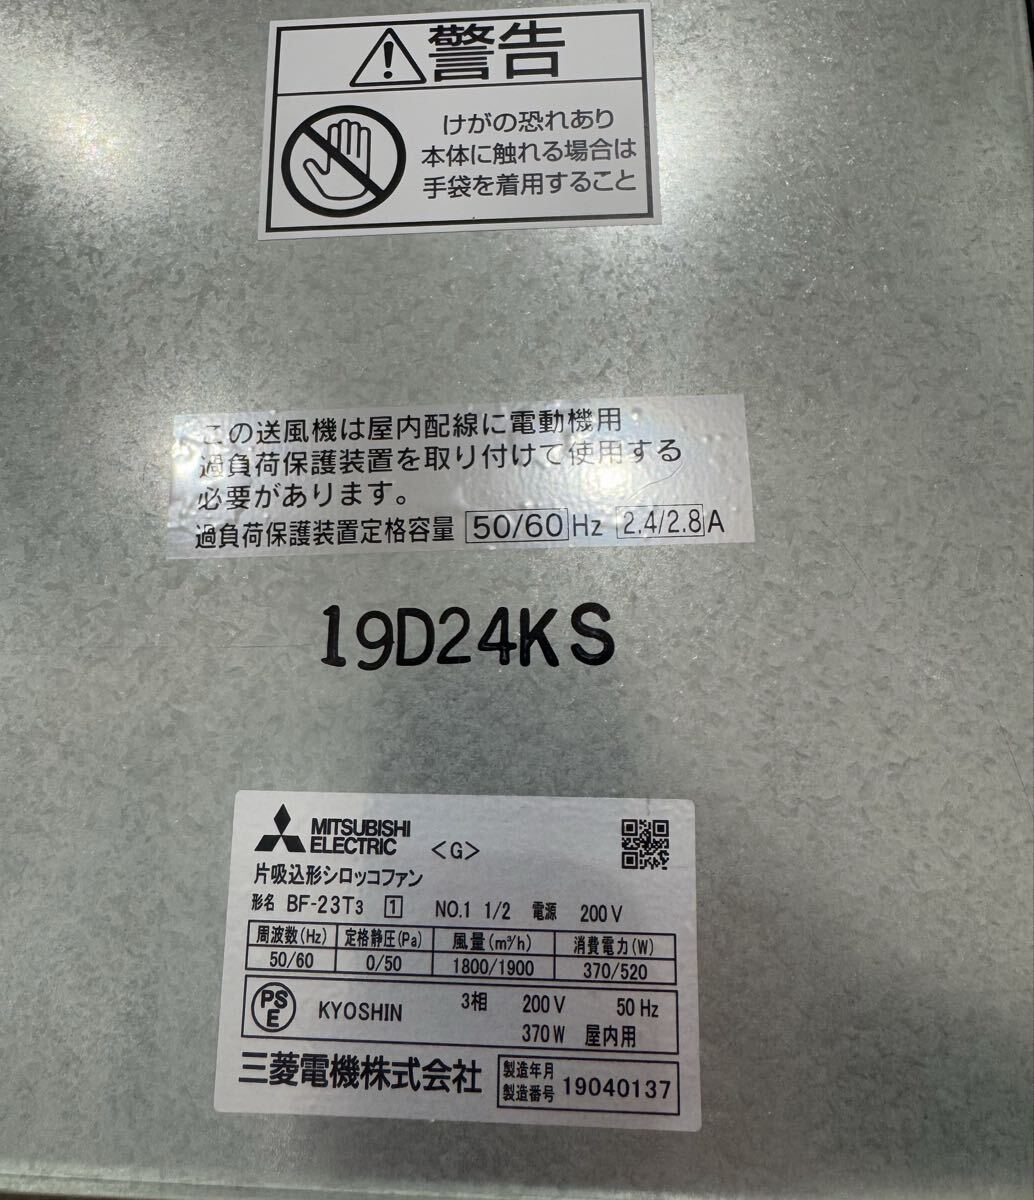 警告
けがの恐れあり
本体に触れる場合は
手袋を着用すること
この送風機は屋内配線に電動機用
過負荷保護装置を取り付けて使用する
必要があります。
過負荷保護装置定格容量 50/60 Hz 2.4/2.8 A
19D24KS
MITSUBISHI
ELECTRIC <G>
片吸込形シロッコファン
形名 BF-23T3 1 NO.1 1/2 電源 200V
周波数(Hz) 定格静圧(Pa) 風量(m³/h) 消費電力(W)
50/60 0/50 1800/1900 370/520
PSE KYOSHIN 3相 200V 50Hz
370W 屋内用
三菱電機株式会社
製造年月
製造番号 19040137